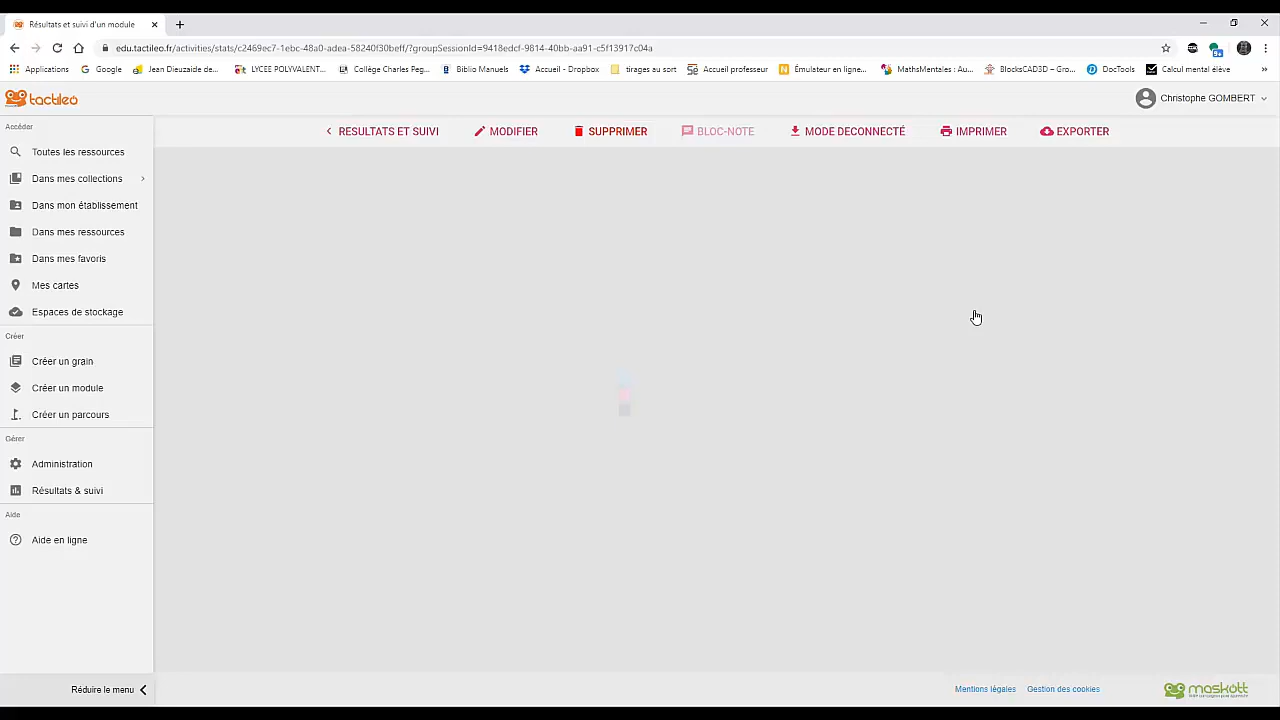 Résultats et suivi d'un module
edu.tactileo.fr/activities/stats/c2469ec7-1ebc-48a0-adea-58240f30beff/?groupSessionId=9418edcf-9814-40bb-aa91-c5f13917c04a
Applications Google Jean Dieuzaide de... LYCEE POLYVALENT... Collège Charles Peg... Biblio Manuels Accueil - Dropbox tirages au sort Accueil professeur Émulateur en ligne... MathsMentales : Au... BlocksCAD3D – Gro... DocTools Calcul mental élève »
tactileo Christophe GOMBERT
Accéder
RESULTATS ET SUIVI MODIFIER SUPPRIMER BLOC-NOTE MODE DECONNECTÉ IMPRIMER EXPORTER
Toutes les ressources
Dans mes collections
Dans mon établissement
Dans mes ressources
Dans mes favoris
Mes cartes
Espaces de stockage
Créer
Créer un grain
Créer un module
Créer un parcours
Gérer
Administration
Résultats & suivi
Aide
Aide en ligne
Réduire le menu Mentions légales Gestion des cookies maskott